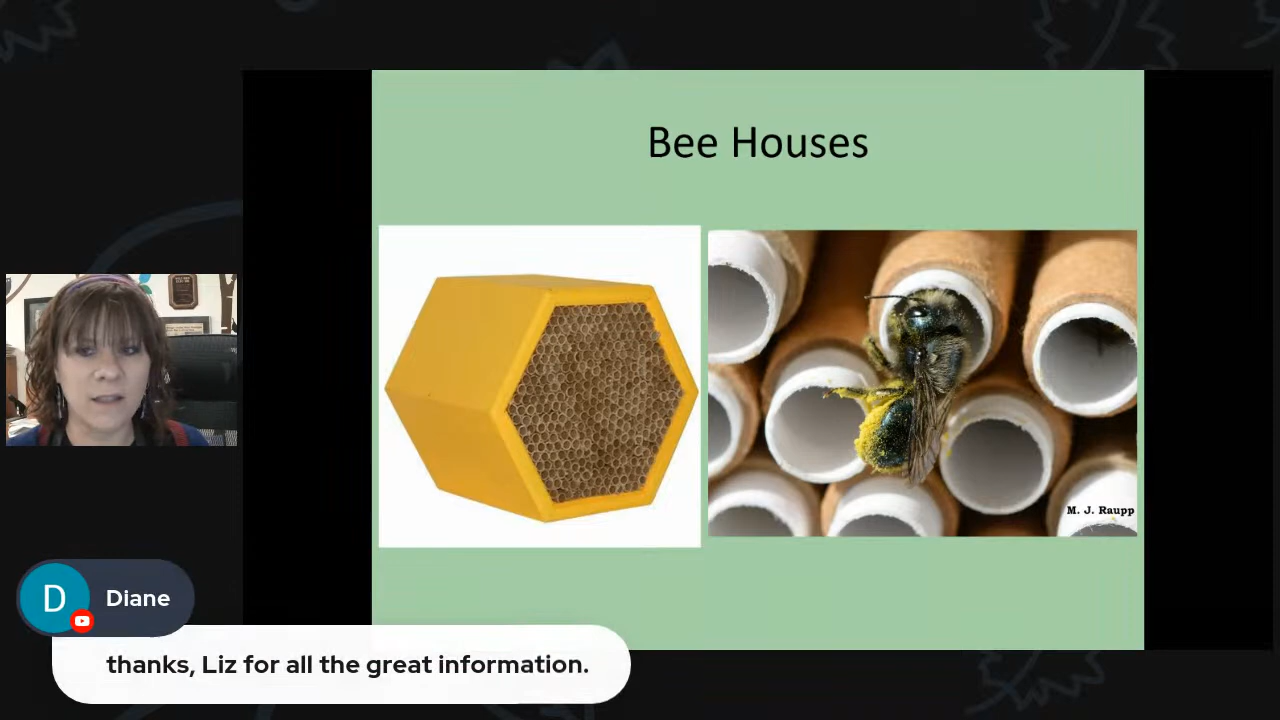 Bee Houses
M. J. Raupp
D
Diane
thanks, Liz for all the great information.